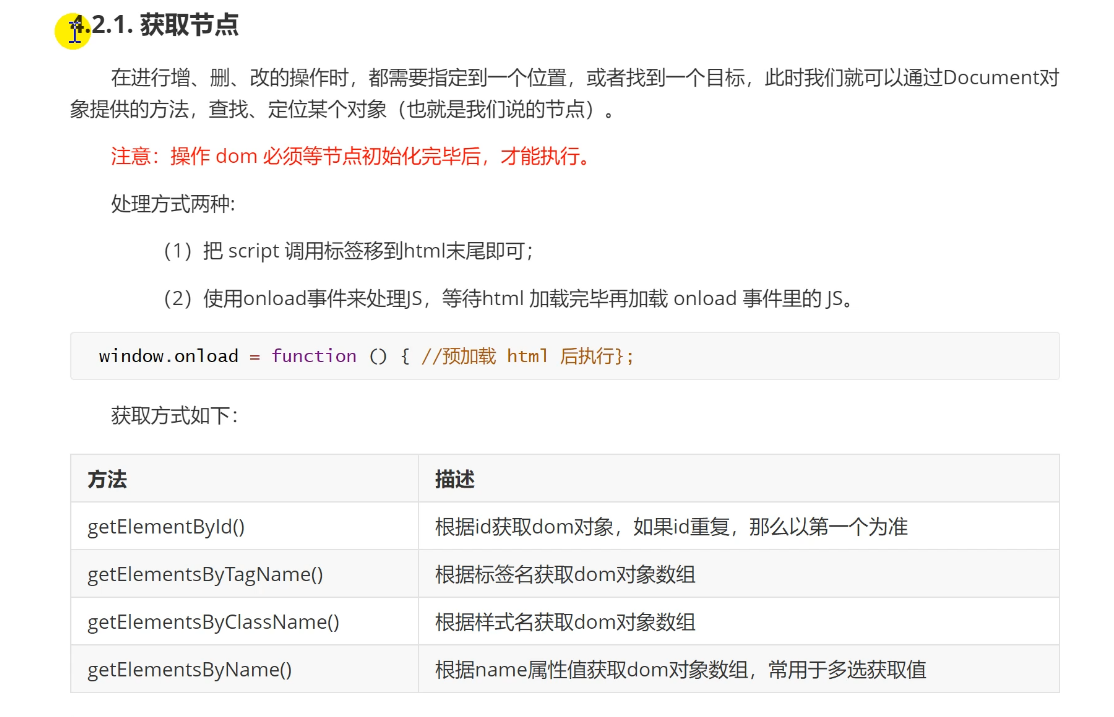 4.2.1. 获取节点
在进行增、删、改的操作时，都需要指定到一个位置，或者找到一个目标，此时我们就可以通过Document对
象提供的方法，查找、定位某个对象（也就是我们说的节点）。
注意：操作 dom 必须等节点初始化完毕后，才能执行。
处理方式两种:
（1）把 script 调用标签移到html末尾即可；
（2）使用onload事件来处理JS，等待html 加载完毕再加载 onload 事件里的 JS。
window.onload = function () { //预加载 html 后执行};
获取方式如下：
方法 描述
getElementById() 根据id获取dom对象，如果id重复，那么以第一个为准
getElementsByTagName() 根据标签名获取dom对象数组
getElementsByClassName() 根据样式名获取dom对象数组
getElementsByName() 根据name属性值获取dom对象数组，常用于多选获取值